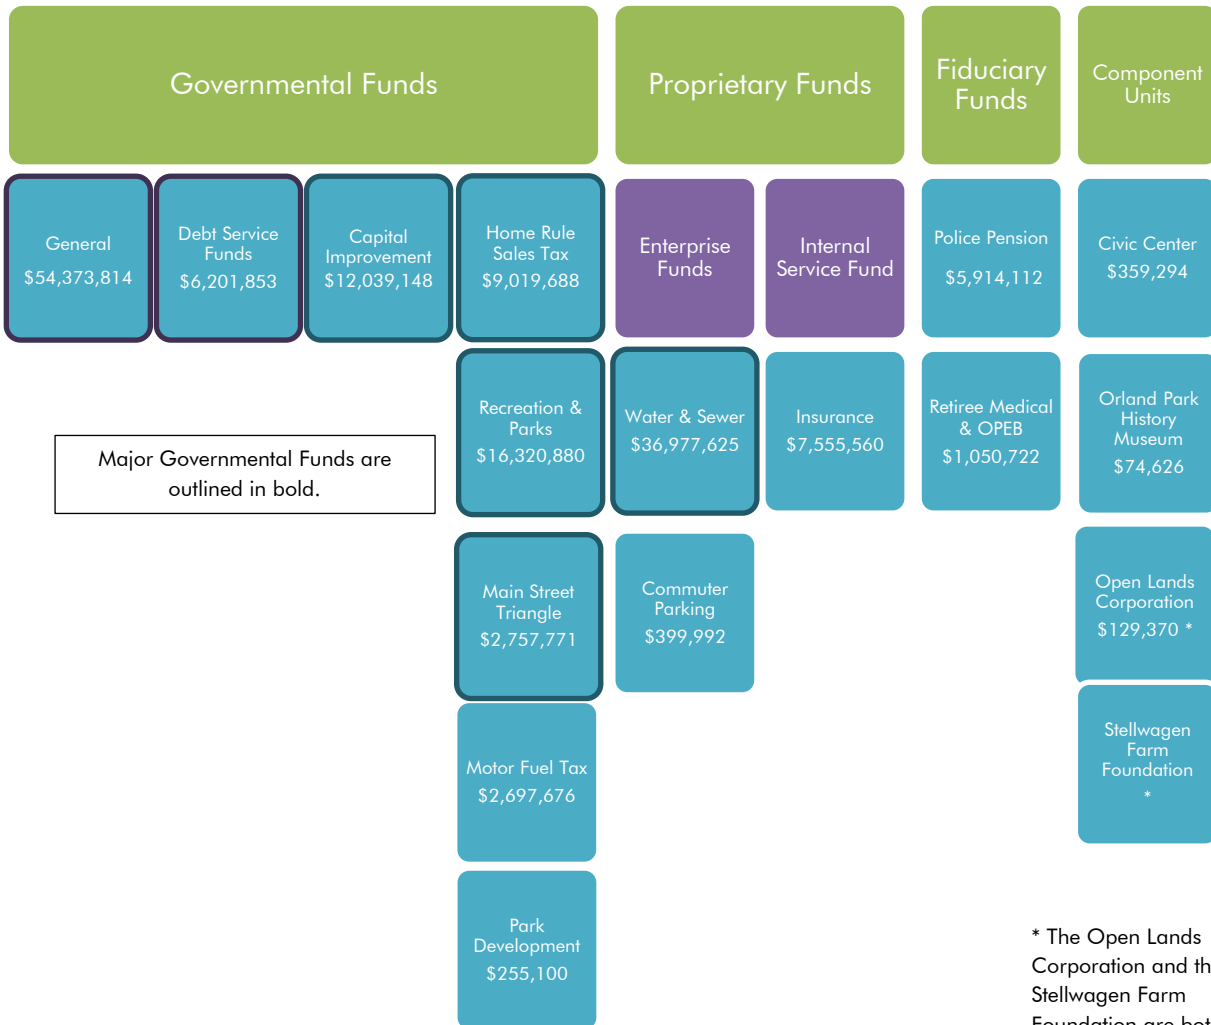 Governmental Funds
Proprietary Funds
Fiduciary
Funds
Component
Units
General
$54,373,814
Debt Service
Funds
$6,201,853
Capital
Improvement
$12,039,148
Home Rule
Sales Tax
$9,019,688
Enterprise
Funds
Internal
Service Fund
Police Pension
$5,914,112
Civic Center
$359,294
Recreation &
Parks
$16,320,880
Water & Sewer
$36,977,625
Insurance
$7,555,560
Retiree Medical
& OPEB
$1,050,722
Orland Park
History
Museum
$74,626
Major Governmental Funds are
outlined in bold.
Main Street
Triangle
$2,757,771
Commuter
Parking
$399,992
Open Lands
Corporation
$129,370 *
Motor Fuel Tax
$2,697,676
Stellwagen
Farm
Foundation
*
Park
Development
$255,100
* The Open Lands
Corporation and th
Stellwagen Farm
Foundation are bot